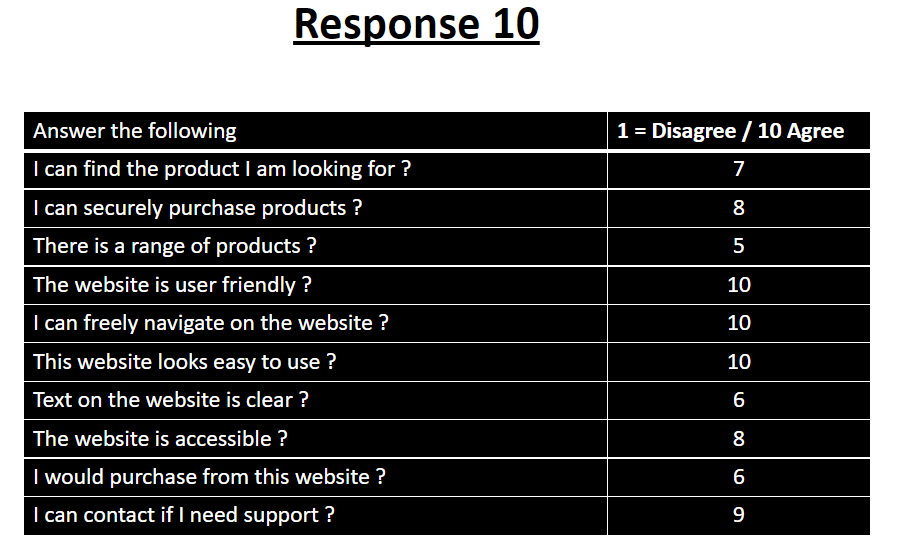 Response 10
Answer the following 1 = Disagree / 10 Agree
I can find the product I am looking for ? 7
I can securely purchase products ? 8
There is a range of products ? 5
The website is user friendly ? 10
I can freely navigate on the website ? 10
This website looks easy to use ? 10
Text on the website is clear ? 6
The website is accessible ? 8
I would purchase from this website ? 6
I can contact if I need support ? 9